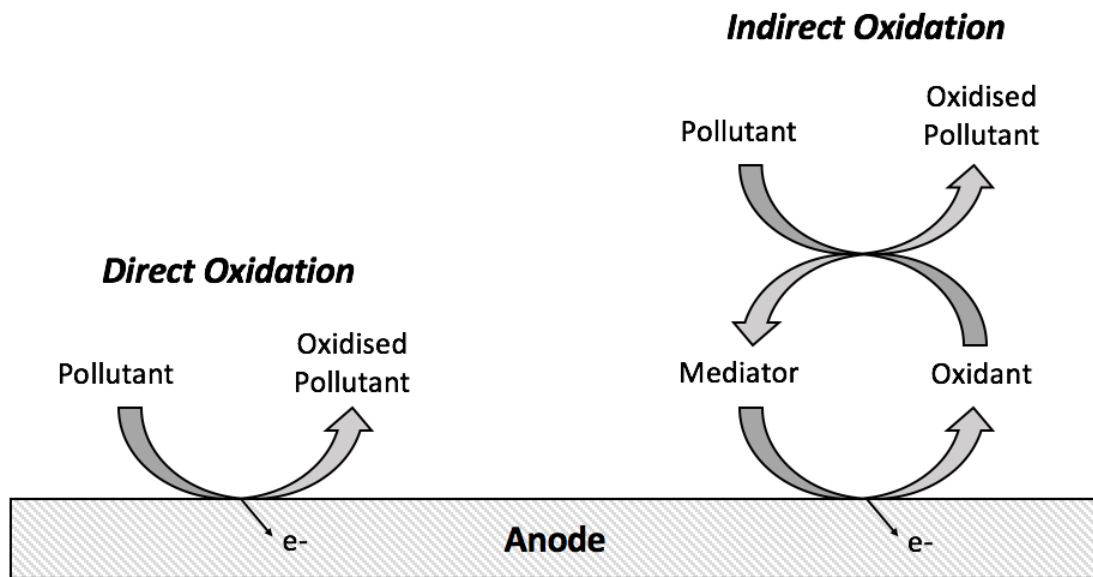 Indirect Oxidation
Pollutant
Oxidised
Pollutant
Direct Oxidation
Pollutant
Oxidised
Pollutant
Mediator
Oxidant
e-
Anode
e-